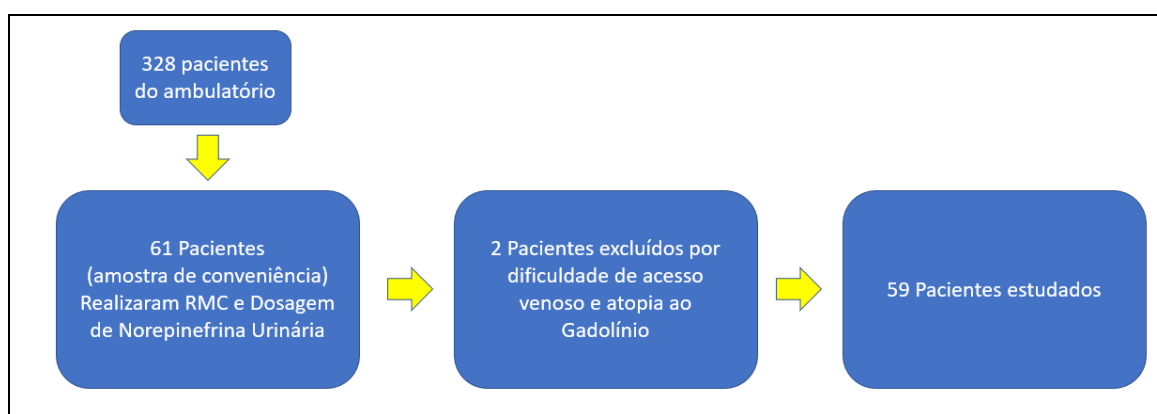 328 pacientes
do ambulatório
61 Pacientes
(amostra de conveniência)
Realizaram RMC e Dosagem
de Norepinefrina Urinária
2 Pacientes excluídos por
dificuldade de acesso
venoso e atopia ao
Gadolínio
59 Pacientes estudados